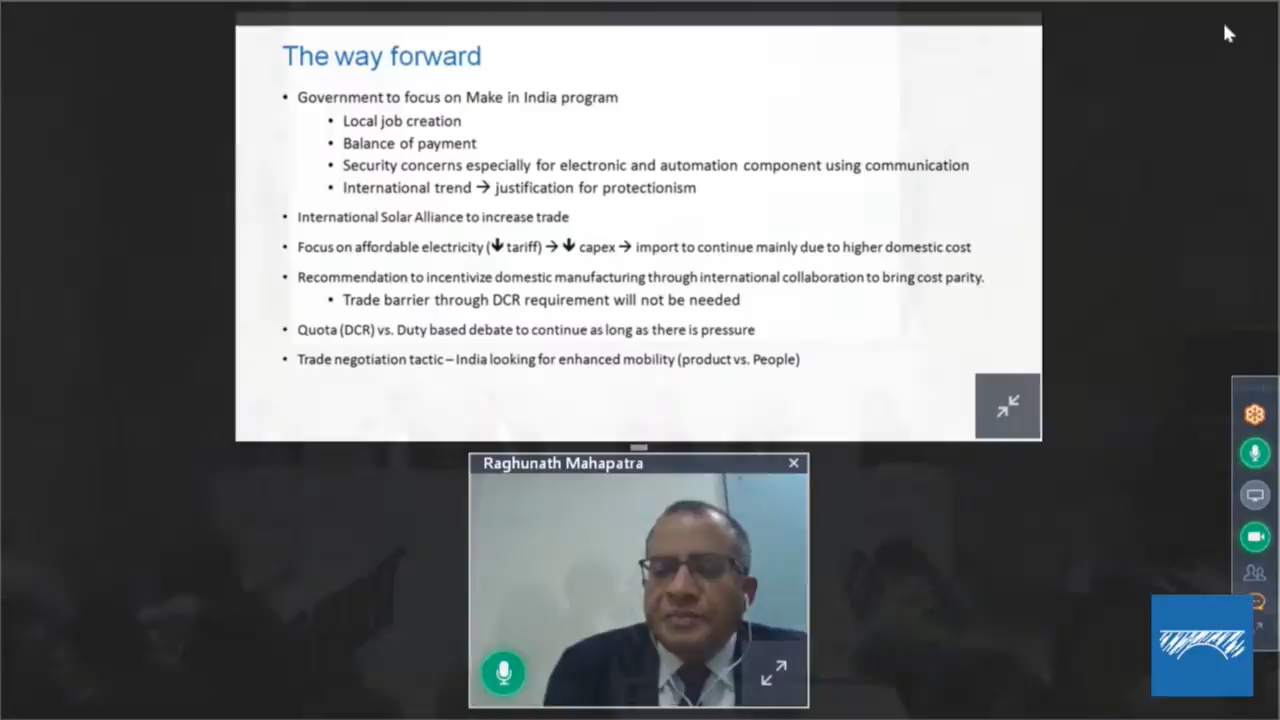 The way forward
• Government to focus on Make in India program
• Local job creation
• Balance of payment
• Security concerns especially for electronic and automation component using communication
• International trend → justification for protectionism
• International Solar Alliance to increase trade
• Focus on affordable electricity (🡻 tariff) → 🡻 capex → import to continue mainly due to higher domestic cost
• Recommendation to incentivize domestic manufacturing through international collaboration to bring cost parity.
• Trade barrier through DCR requirement will not be needed
• Quota (DCR) vs. Duty based debate to continue as long as there is pressure
• Trade negotiation tactic – India looking for enhanced mobility (product vs. People)
Raghunath Mahapatra